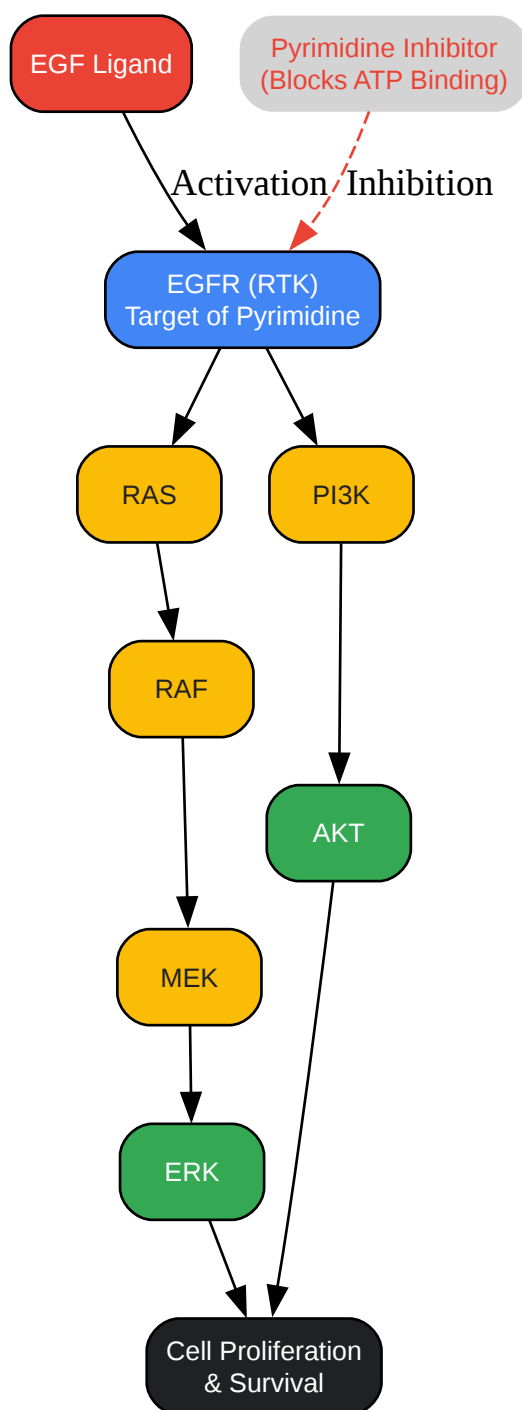 EGF Ligand
Pyrimidine Inhibitor
(Blocks ATP Binding)
Activation
Inhibition
EGFR (RTK)
Target of Pyrimidine
RAS
PI3K
RAF
AKT
MEK
ERK
Cell Proliferation
& Survival